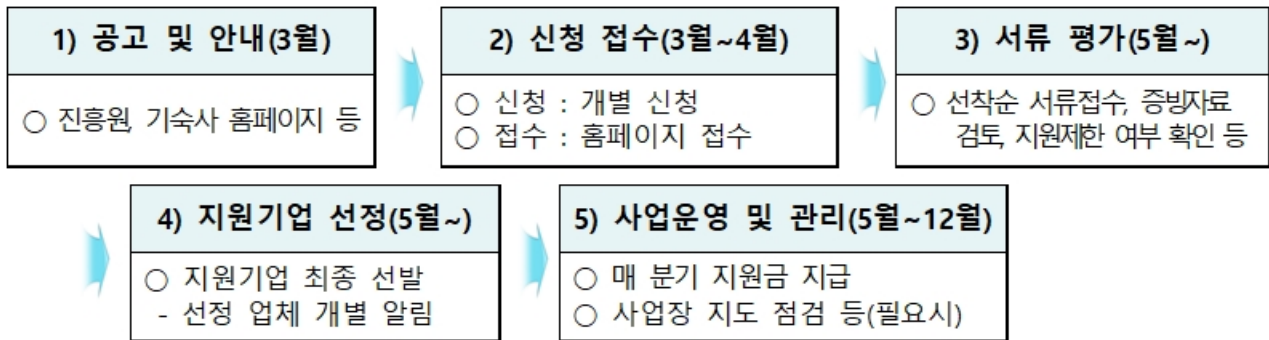 1) 공고 및 안내(3월)
○ 진흥원, 기숙사 홈페이지 등
2) 신청 접수(3월~4월)
○ 신청 : 개별 신청
○ 접수 : 홈페이지 접수
3) 서류 평가(5월~)
○ 선착순 서류접수, 증빙자료
검토, 지원제한 여부 확인 등
4) 지원기업 선정(5월~)
○ 지원기업 최종 선발
- 선정 업체 개별 알림
5) 사업운영 및 관리(5월~12월)
○ 매 분기 지원금 지급
○ 사업장 지도 점검 등(필요시)